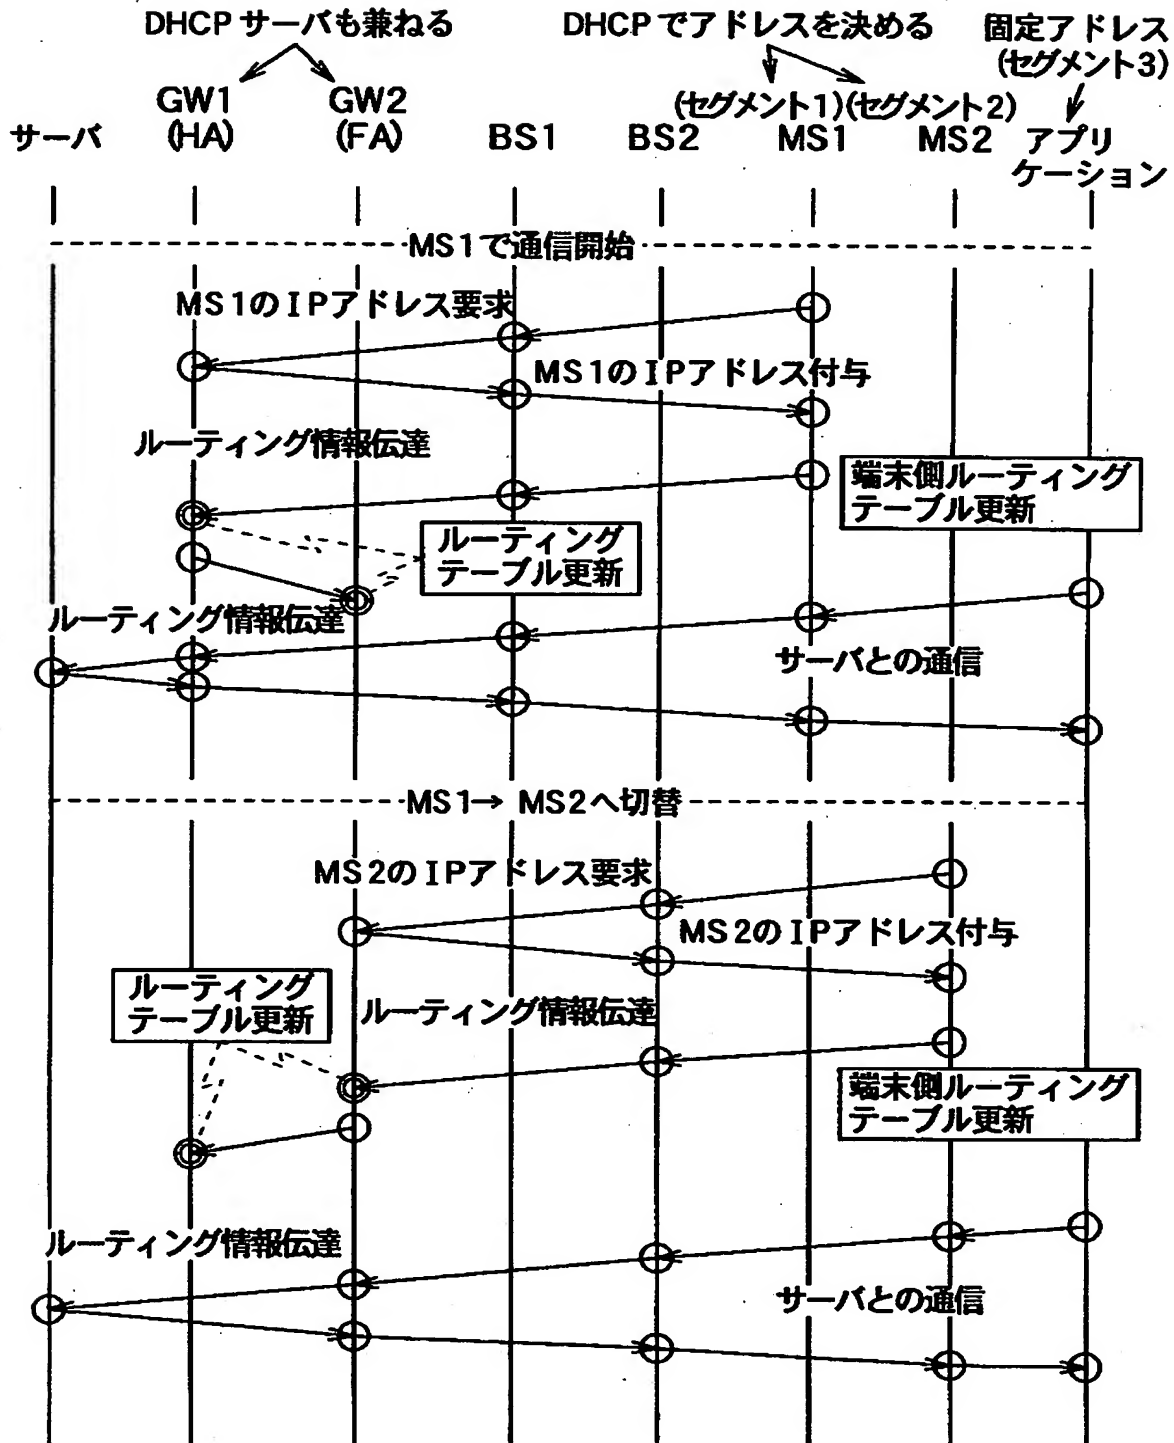 DHCPサーバも兼ねる
DHCPでアドレスを決める
固定アドレス
(セグメント3)
(セグメント1)(セグメント2)
サーバ
GW1
(HA)
GW2
(FA)
BS1
BS2
MS1
MS2
アプリ
ケーション
MS1で通信開始
MS1のIPアドレス要求
MS1のIPアドレス付与
ルーティング情報伝達
端末側ルーティング
テーブル更新
ルーティング
テーブル更新
ルーティング情報伝達
サーバとの通信
MS1→ MS2へ切替
MS2のIPアドレス要求
MS2のIPアドレス付与
ルーティング
テーブル更新
ルーティング情報伝達
端末側ルーティング
テーブル更新
ルーティング情報伝達
サーバとの通信